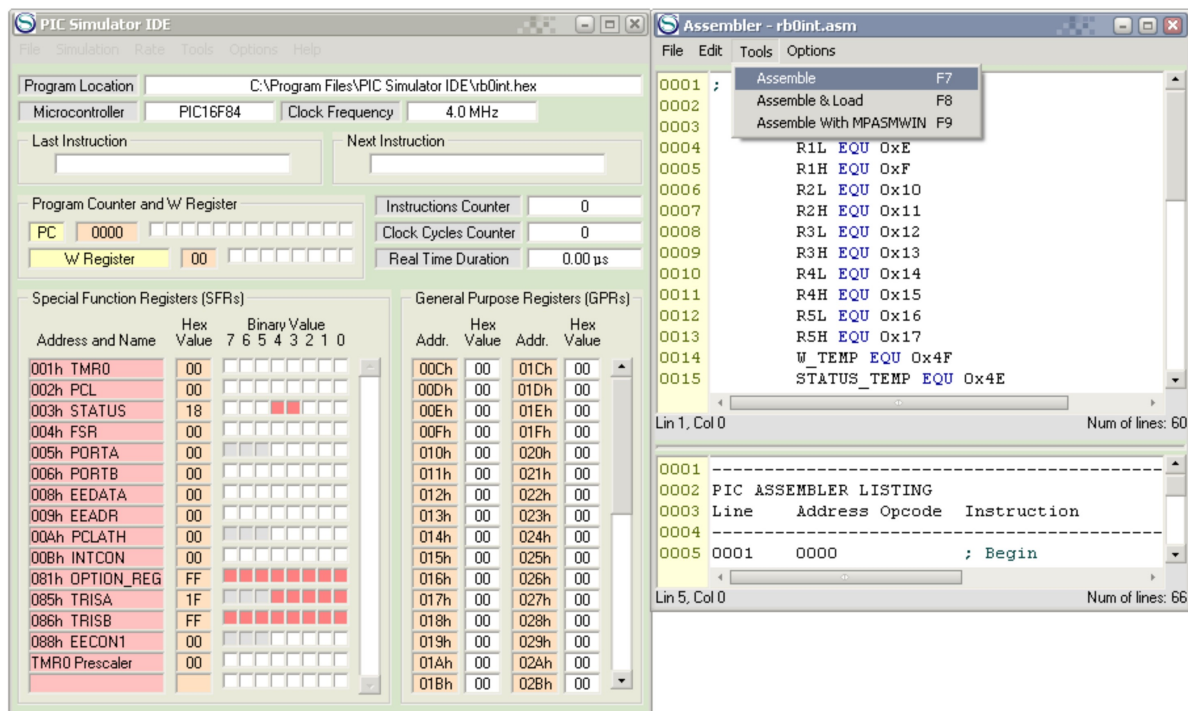 PIC Simulator IDE
File Simulation Rate Tools Options Help
Program Location C:\Program Files\PIC Simulator IDE\rb0int.hex
Microcontroller PIC16F84 Clock Frequency 4.0 MHz
Last Instruction Next Instruction
Program Counter and W Register
PC 0000
W Register 00
Instructions Counter 0
Clock Cycles Counter 0
Real Time Duration 0.00 µs
Special Function Registers (SFRs)
Hex Binary Value
Address and Name Value 7 6 5 4 3 2 1 0
001h TMR0 00
002h PCL 00
003h STATUS 18
004h FSR 00
005h PORTA 00
006h PORTB 00
008h EEDATA 00
009h EEADR 00
00Ah PCLATH 00
00Bh INTCON 00
081h OPTION_REG FF
085h TRISA 1F
086h TRISB FF
088h EECON1 00
TMR0 Prescaler 00
General Purpose Registers (GPRs)
Hex Hex
Addr. Value Addr. Value
00Ch 00 01Ch 00
00Dh 00 01Dh 00
00Eh 00 01Eh 00
00Fh 00 01Fh 00
010h 00 020h 00
011h 00 021h 00
012h 00 022h 00
013h 00 023h 00
014h 00 024h 00
015h 00 025h 00
016h 00 026h 00
017h 00 027h 00
018h 00 028h 00
019h 00 029h 00
01Ah 00 02Ah 00
01Bh 00 02Bh 00
Assembler - rb0int.asm
File Edit Tools Options
Assemble F7
Assemble & Load F8
Assemble With MPASMWIN F9
0001 ;
0002
0003
0004 R1L EQU 0xE
0005 R1H EQU 0xF
0006 R2L EQU 0x10
0007 R2H EQU 0x11
0008 R3L EQU 0x12
0009 R3H EQU 0x13
0010 R4L EQU 0x14
0011 R4H EQU 0x15
0012 R5L EQU 0x16
0013 R5H EQU 0x17
0014 W_TEMP EQU 0x4F
0015 STATUS_TEMP EQU 0x4E
Lin 1, Col 0 Num of lines: 60
0001 ------------------------------------------------------------
0002 PIC ASSEMBLER LISTING
0003 Line Address Opcode Instruction
0004 ------------------------------------------------------------
0005 0001 0000 ; Begin
Lin 5, Col 0 Num of lines: 66